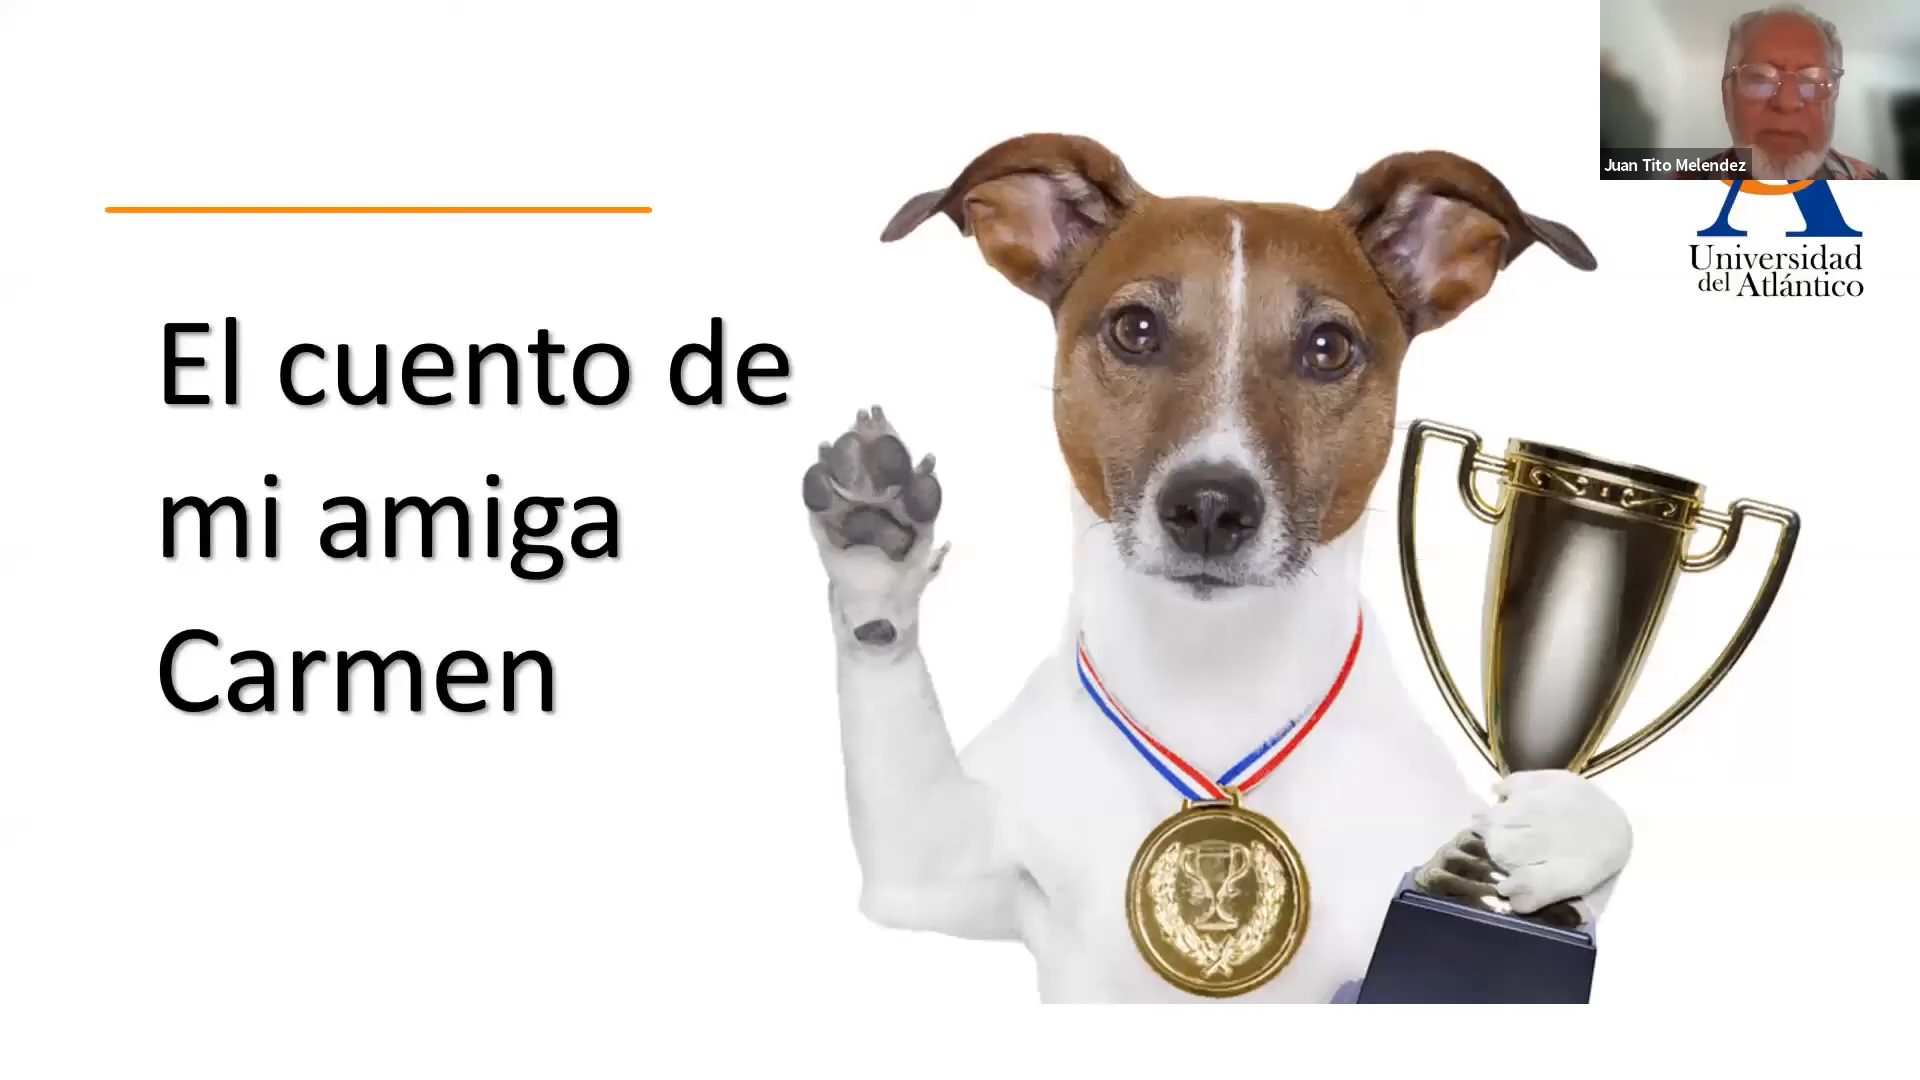 Juan Tito Melendez
Universidad
del Atlántico
El cuento de
mi amiga
Carmen